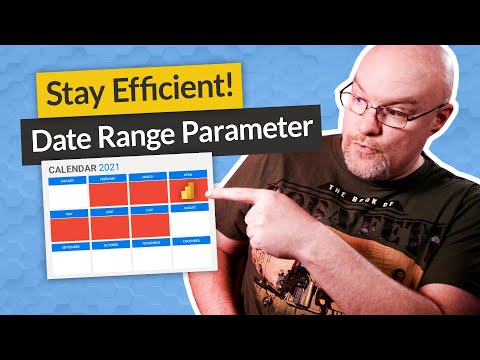 Stay Efficient!
Date Range Parameter
CALENDAR 2021
JANUARY FEBRUARY MARCH APRIL
MAY JUNE JULY AUGUST
SEPTEMBER OCTOBER NOVEMBER DECEMBER
THE BOOK OF